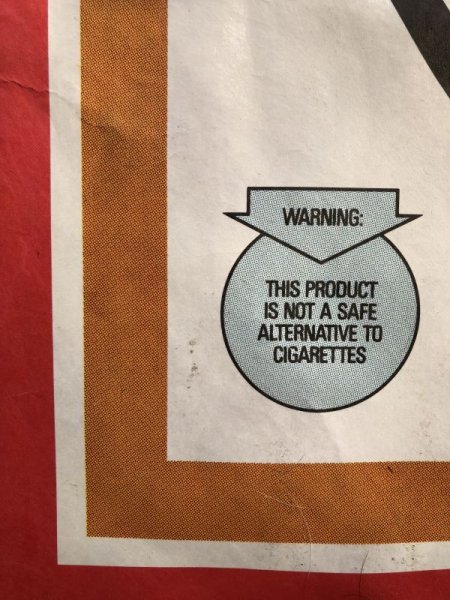 WARNING:
THIS PRODUCT
IS NOT A SAFE
ALTERNATIVE TO
CIGARETTES